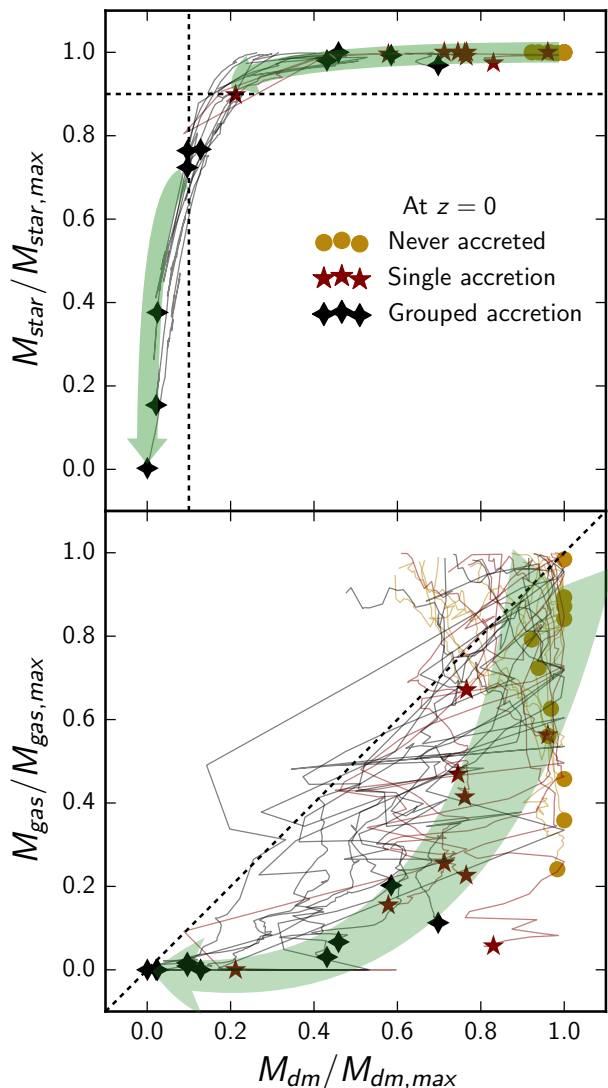 1.0
0.8
0.6
0.4
0.2
0.0
M_star/M_star,max
At z = 0
Never accreted
Single accretion
Grouped accretion
1.0
0.8
0.6
0.4
0.2
0.0
M_gas/M_gas,max
0.0 0.2 0.4 0.6 0.8 1.0
M_dm/M_dm,max